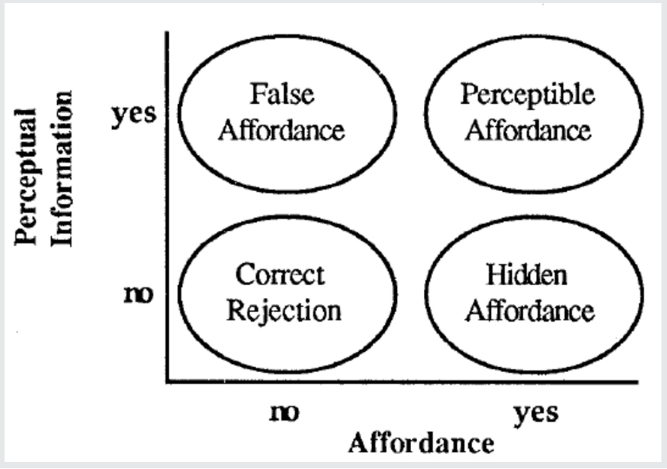 Perceptual
Information
yes
False
Affordance
Perceptible
Affordance
no
Correct
Rejection
Hidden
Affordance
no
yes
Affordance